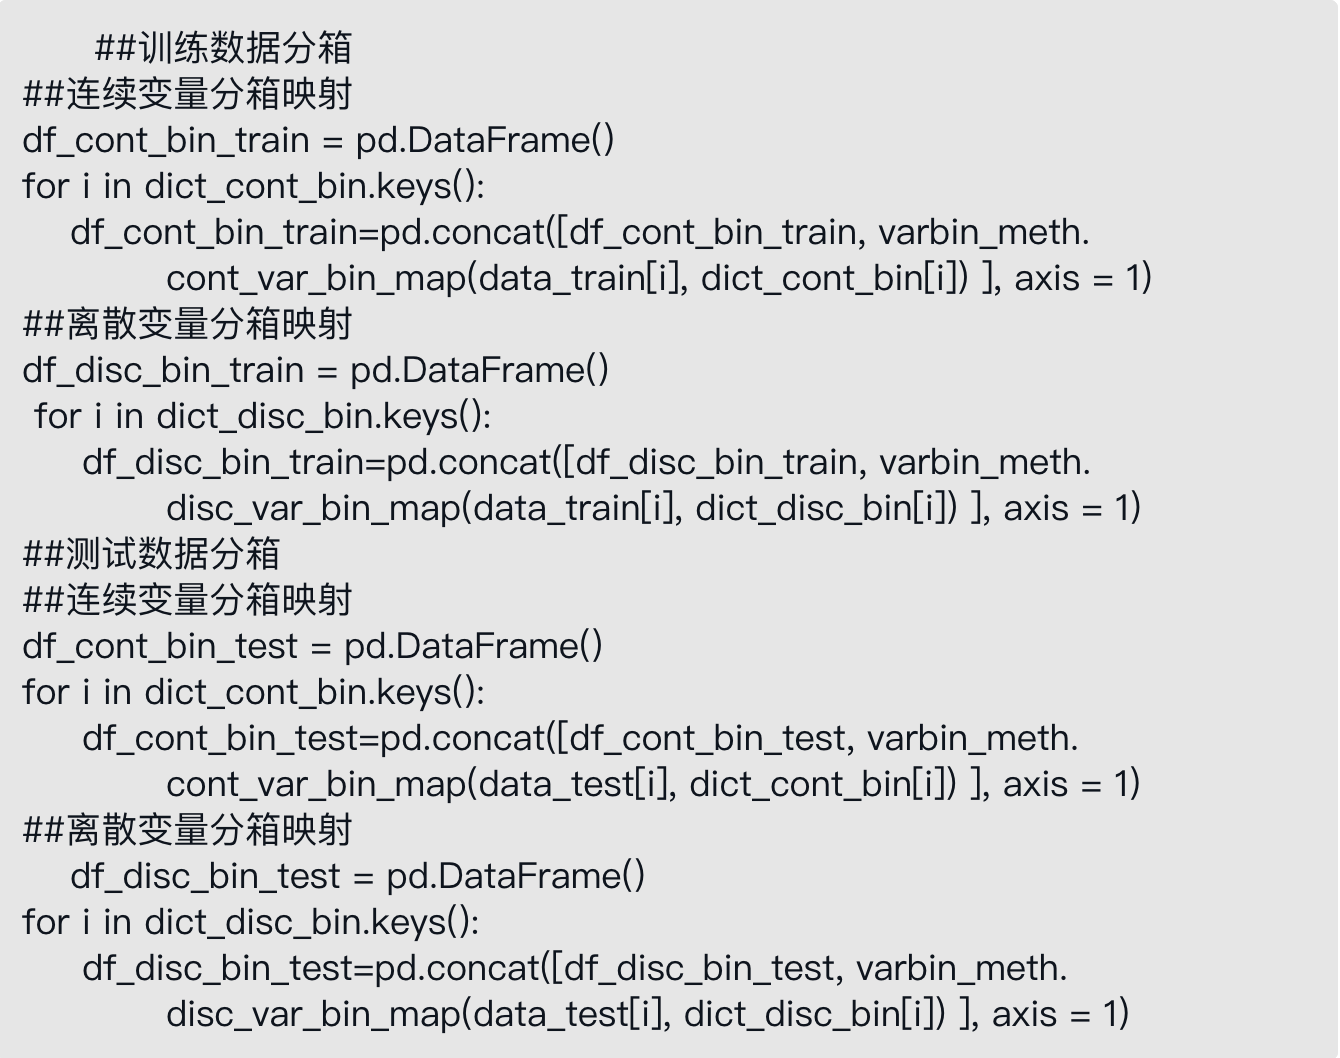 ##训练数据分箱
##连续变量分箱映射
df_cont_bin_train = pd.DataFrame()
for i in dict_cont_bin.keys():
df_cont_bin_train=pd.concat([df_cont_bin_train, varbin_meth.
cont_var_bin_map(data_train[i], dict_cont_bin[i]) ], axis = 1)
##离散变量分箱映射
df_disc_bin_train = pd.DataFrame()
for i in dict_disc_bin.keys():
df_disc_bin_train=pd.concat([df_disc_bin_train, varbin_meth.
disc_var_bin_map(data_train[i], dict_disc_bin[i]) ], axis = 1)
##测试数据分箱
##连续变量分箱映射
df_cont_bin_test = pd.DataFrame()
for i in dict_cont_bin.keys():
df_cont_bin_test=pd.concat([df_cont_bin_test, varbin_meth.
cont_var_bin_map(data_test[i], dict_cont_bin[i]) ], axis = 1)
##离散变量分箱映射
df_disc_bin_test = pd.DataFrame()
for i in dict_disc_bin.keys():
df_disc_bin_test=pd.concat([df_disc_bin_test, varbin_meth.
disc_var_bin_map(data_test[i], dict_disc_bin[i]) ], axis = 1)